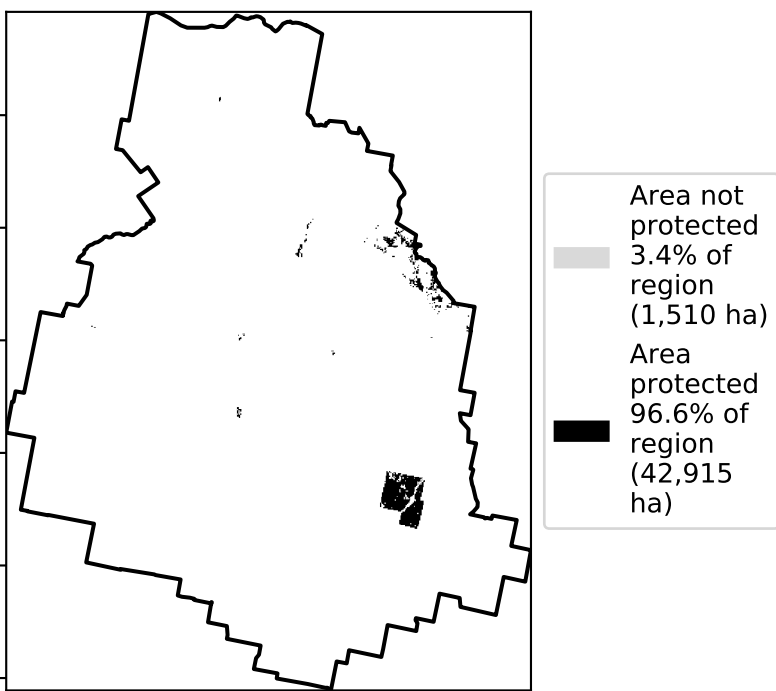 Area not
protected
3.4% of
region
(1,510 ha)
Area
protected
96.6% of
region
(42,915
ha)